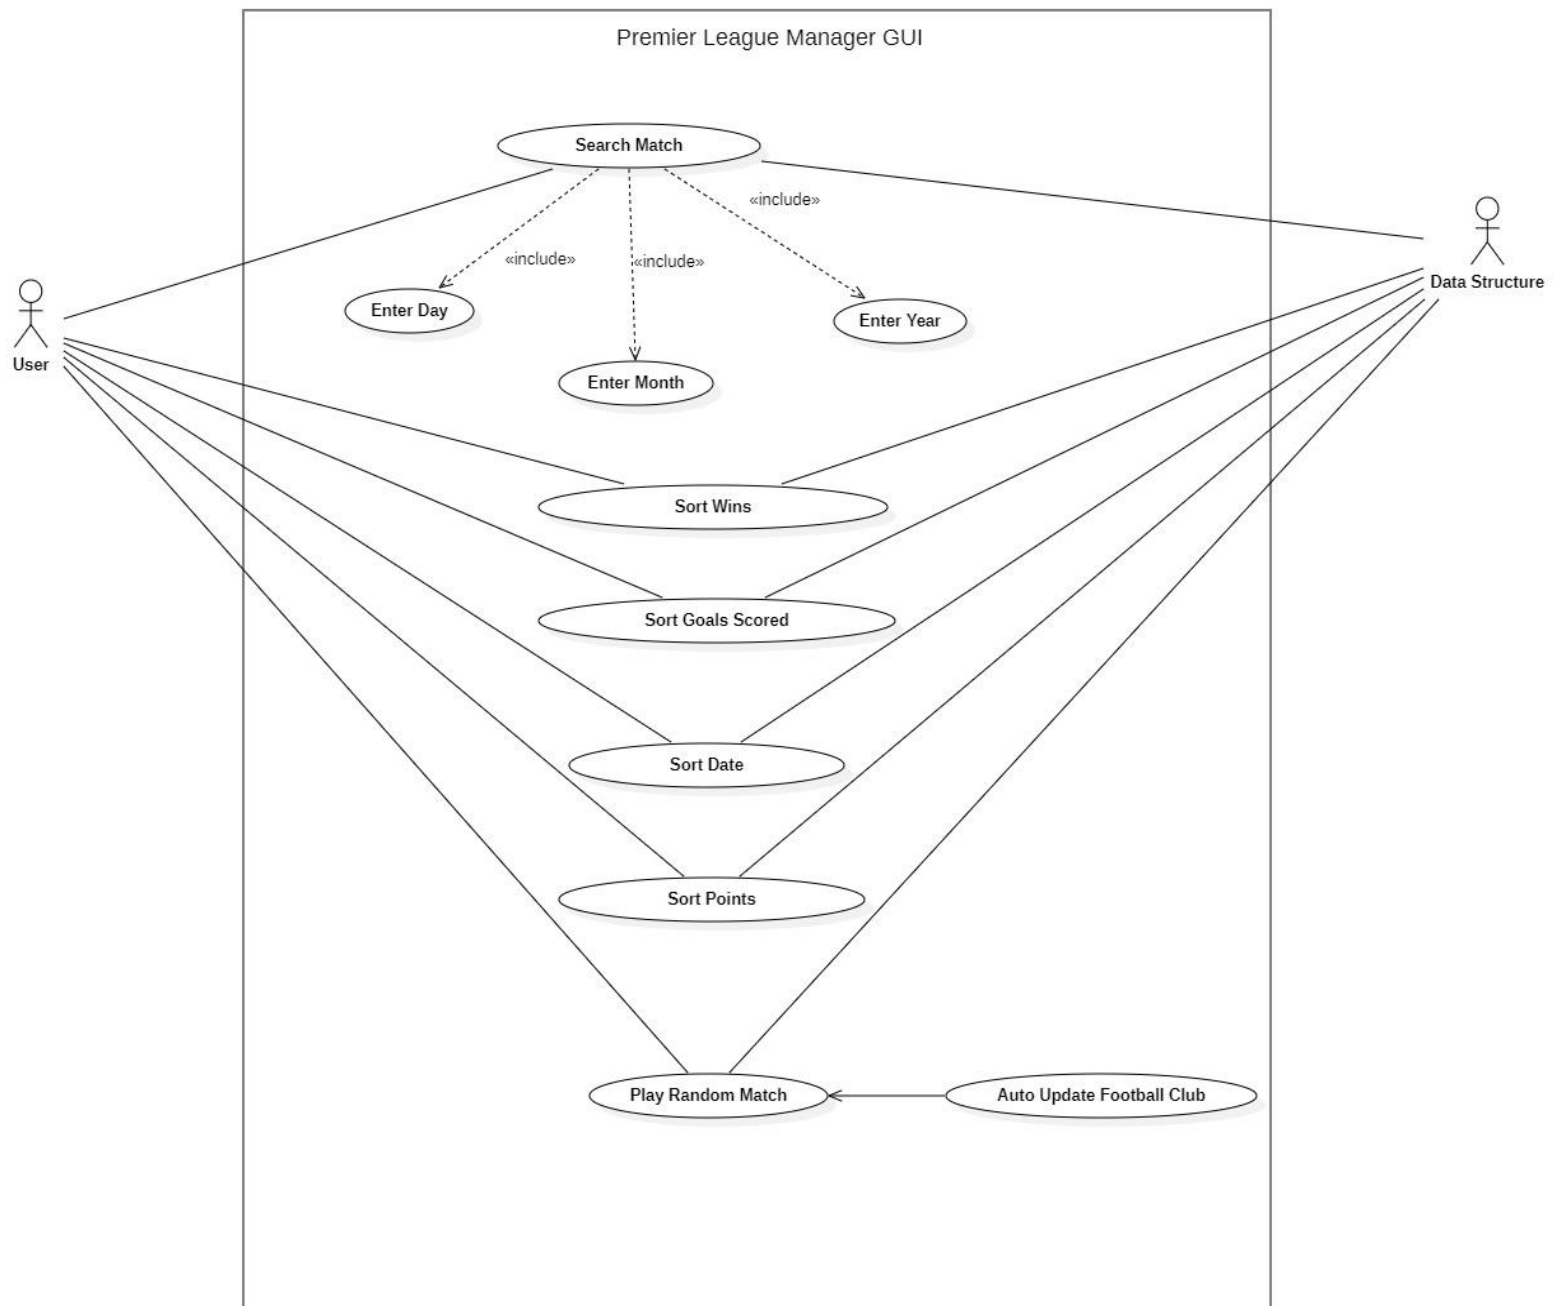 Premier League Manager GUI
Search Match
«include»
«include»
«include»
Enter Day
Enter Month
Enter Year
User
Data Structure
Sort Wins
Sort Goals Scored
Sort Date
Sort Points
Play Random Match
Auto Update Football Club